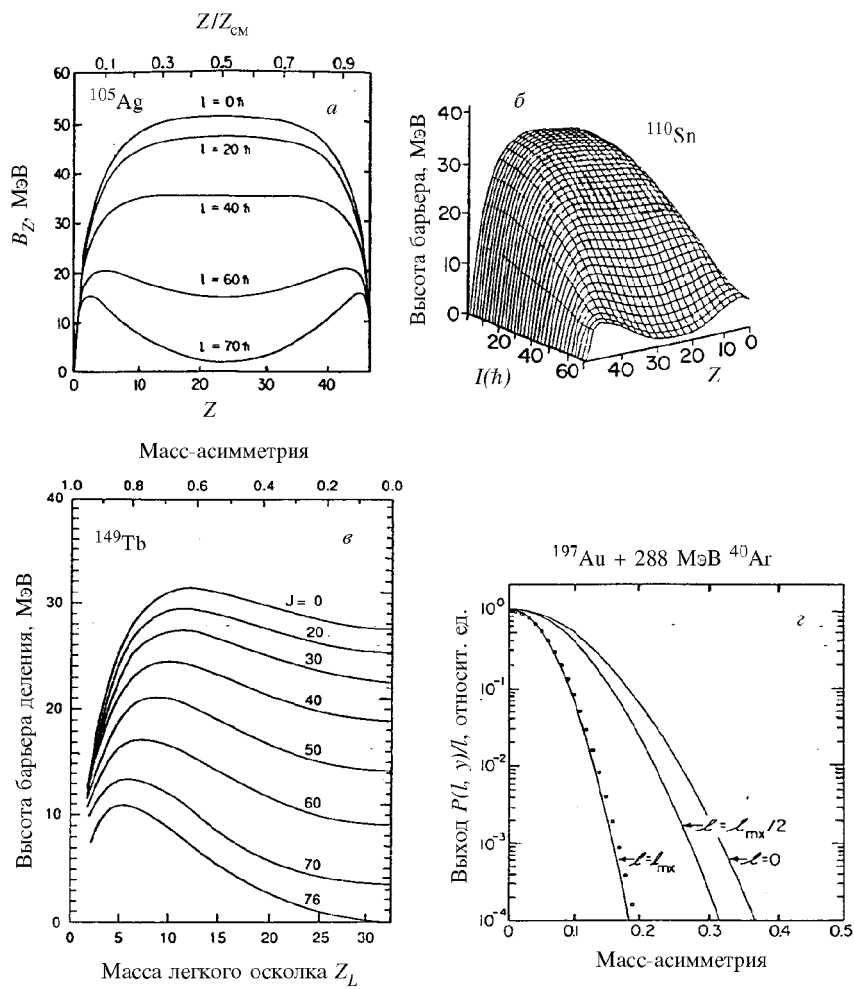 Z/Z_СМ
0.1 0.3 0.5 0.7 0.9
60
50
40
30
20
10
0
B_Z, МэВ
¹⁰⁵Ag
а
l = 0ħ
l = 20ħ
l = 40ħ
l = 60ħ
l = 70ħ
0 10 20 30 40
Z
б
¹¹⁰Sn
Высота барьера, МэВ
40
30
20
10
0
20 40 60
I(ħ)
40 30 20 10 0
Z
Масс-асимметрия
1.0 0.8 0.6 0.4 0.2 0.0
40
30
20
10
0
Высота барьера деления, МэВ
¹⁴⁹Tb
в
J = 0
20
30
40
50
60
70
76
0 5 10 15 20 25 30
Масса легкого осколка Z_L
¹⁹⁷Au + 288 МэВ ⁴⁰Ar
г
10⁰
10⁻¹
10⁻²
10⁻³
10⁻⁴
Выход P(l, y)/l, относит. ед.
ℓ=ℓ_mx/2
ℓ=0
ℓ=ℓ_mx
0 0.1 0.2 0.3 0.4 0.5
Масс-асимметрия